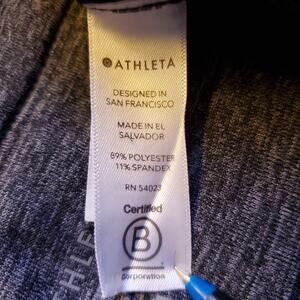 ATHLETA
DESIGNED IN
SAN FRANCISCO
MADE IN EL
SALVADOR
89% POLYESTER
11% SPANDEX
RN 54023
Certified
B
Corporation